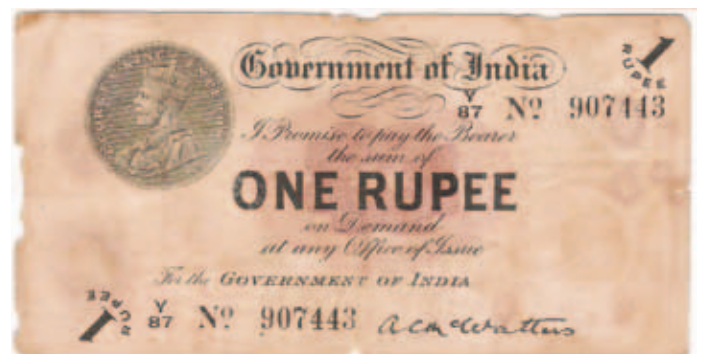 Government of India
1 RUPEE
Y/87 Nº 907443
I Promise to pay the Bearer
the sum of
ONE RUPEE
on Demand
at any Office of Issue
For the GOVERNMENT OF INDIA
1 RUPEE
Y/87 Nº 907443
A C McWatters